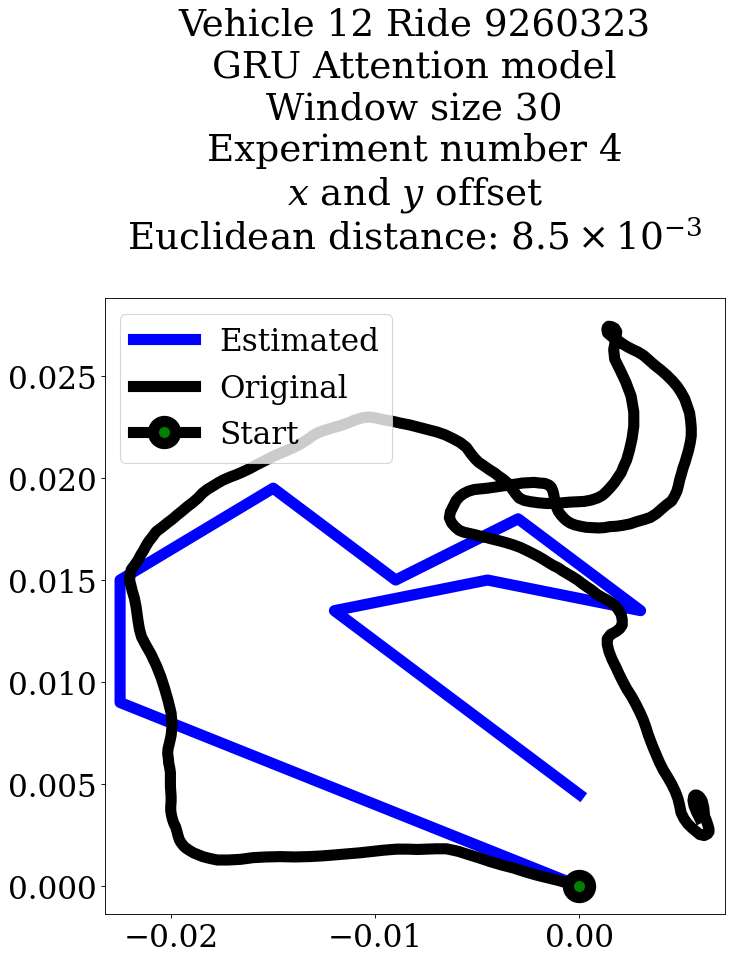 Vehicle 12 Ride 9260323
GRU Attention model
Window size 30
Experiment number 4
x and y offset
Euclidean distance: 8.5 × 10⁻³
Estimated
Original
Start
0.025
0.020
0.015
0.010
0.005
0.000
−0.02
−0.01
0.00